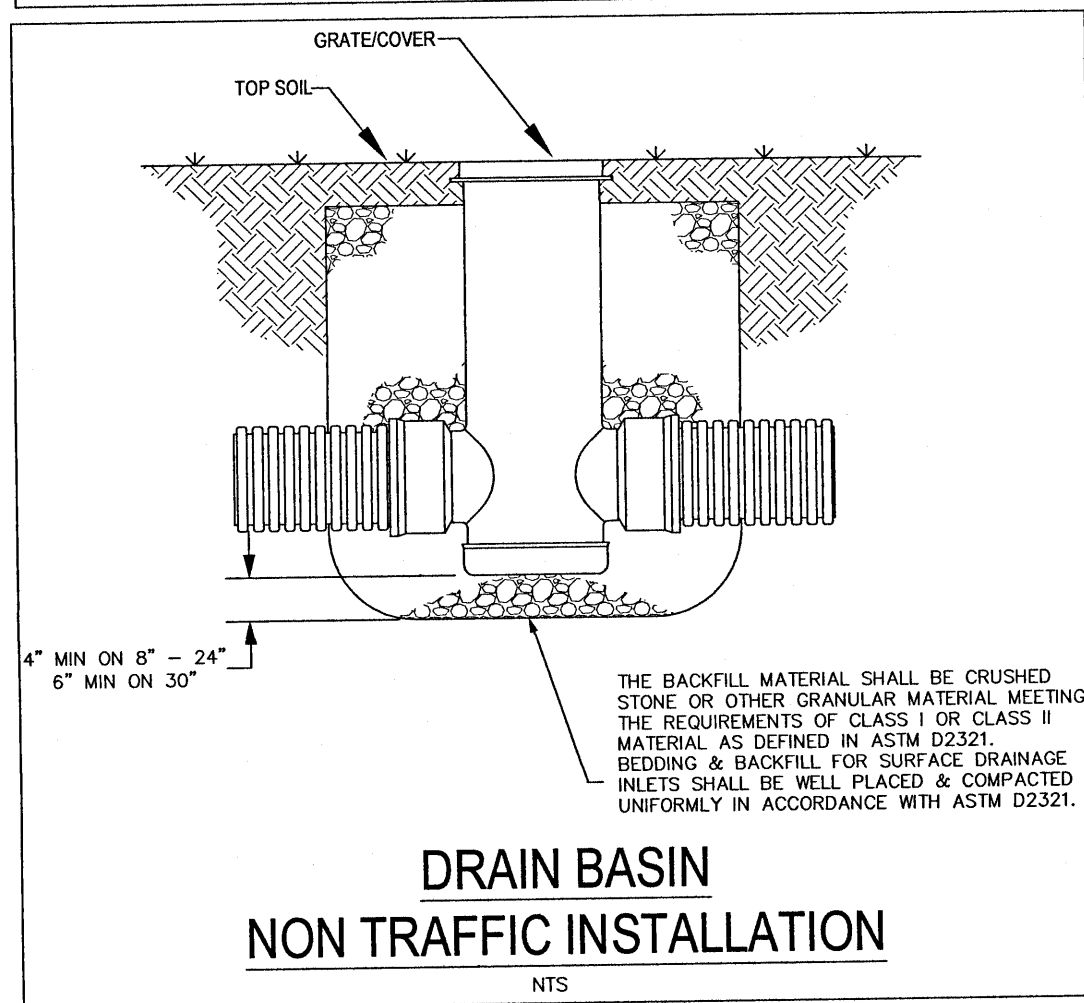 GRATE/COVER
TOP SOIL
4" MIN ON 8" – 24"
6" MIN ON 30"
THE BACKFILL MATERIAL SHALL BE CRUSHED
STONE OR OTHER GRANULAR MATERIAL MEETING
THE REQUIREMENTS OF CLASS I OR CLASS II
MATERIAL AS DEFINED IN ASTM D2321.
BEDDING & BACKFILL FOR SURFACE DRAINAGE
INLETS SHALL BE WELL PLACED & COMPACTED
UNIFORMLY IN ACCORDANCE WITH ASTM D2321.
DRAIN BASIN
NON TRAFFIC INSTALLATION
NTS